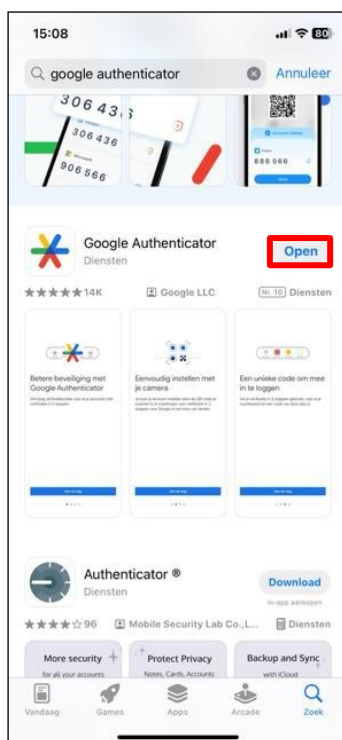 15:08
80
google authenticator
Annuleer
306 436
306 436
Microsoft
906 566
686 566
Google Authenticator
Diensten
Open
14K
Google LLC
Nr. 10 Diensten
Betere beveiliging met
Google Authenticator
Eenvoudig instellen met
je camera
Een unieke code om mee
in te loggen
Authenticator ®
Diensten
Download
In-app aankopen
96
Mobile Security Lab Co.,L...
Diensten
More security
for all your accounts
Protect Privacy
Notes, Cards, Accounts
Backup and Sync
with iCloud
Vandaag
Games
Apps
Arcade
Zoek